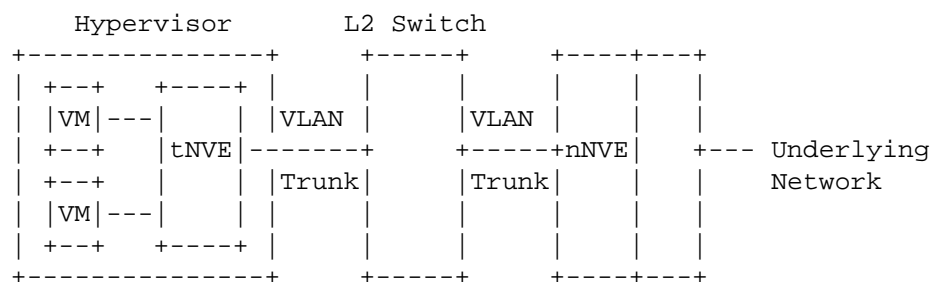 Hypervisor L2 Switch
VM VLAN VLAN
tNVE nNVE Underlying
Trunk Trunk Network
VM